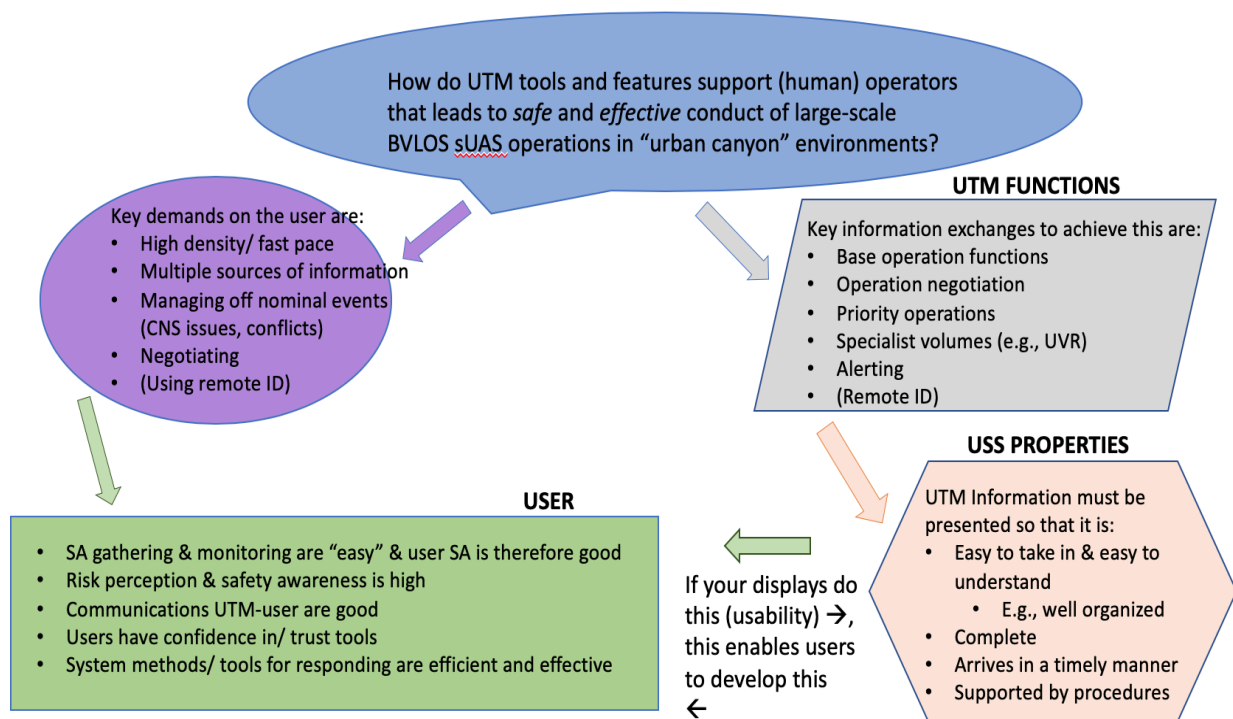 How do UTM tools and features support (human) operators
that leads to safe and effective conduct of large-scale
BVLOS sUAS operations in “urban canyon” environments?
Key demands on the user are:
• High density/ fast pace
• Multiple sources of information
• Managing off nominal events
(CNS issues, conflicts)
• Negotiating
• (Using remote ID)
UTM FUNCTIONS
Key information exchanges to achieve this are:
• Base operation functions
• Operation negotiation
• Priority operations
• Specialist volumes (e.g., UVR)
• Alerting
• (Remote ID)
USS PROPERTIES
UTM Information must be
presented so that it is:
• Easy to take in & easy to
understand
• E.g., well organized
• Complete
• Arrives in a timely manner
• Supported by procedures
If your displays do
this (usability) →,
this enables users
to develop this
←
USER
• SA gathering & monitoring are “easy” & user SA is therefore good
• Risk perception & safety awareness is high
• Communications UTM-user are good
• Users have confidence in/ trust tools
• System methods/ tools for responding are efficient and effective